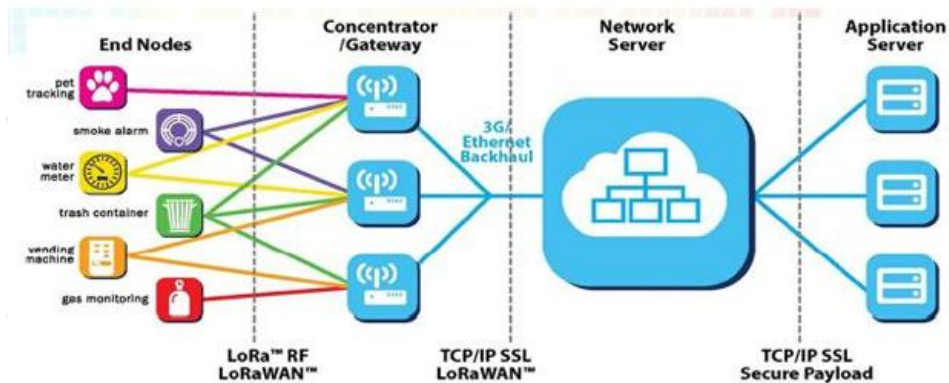 End Nodes
Concentrator
/Gateway
Network
Server
Application
Server
pet
tracking
smoke alarm
water
meter
trash container
vending
machine
gas monitoring
3G/
Ethernet
Backhaul
LoRa™ RF
LoRaWAN™
TCP/IP SSL
LoRaWAN™
TCP/IP SSL
Secure Payload